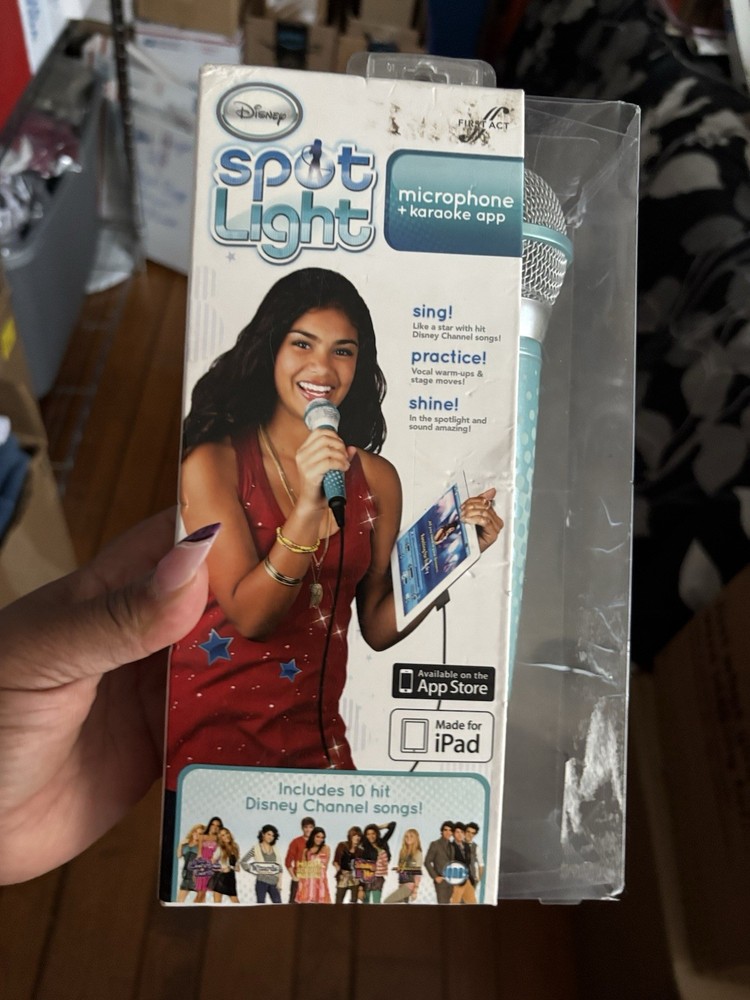 Disney
FIRST ACT
spotLight
microphone
+ karaoke app
sing!
Like a star with hit
Disney Channel songs!
practice!
Vocal warm-ups &
stage moves!
shine!
In the spotlight and
sound amazing!
Available on the
App Store
Made for
iPad
Includes 10 hit
Disney Channel songs!